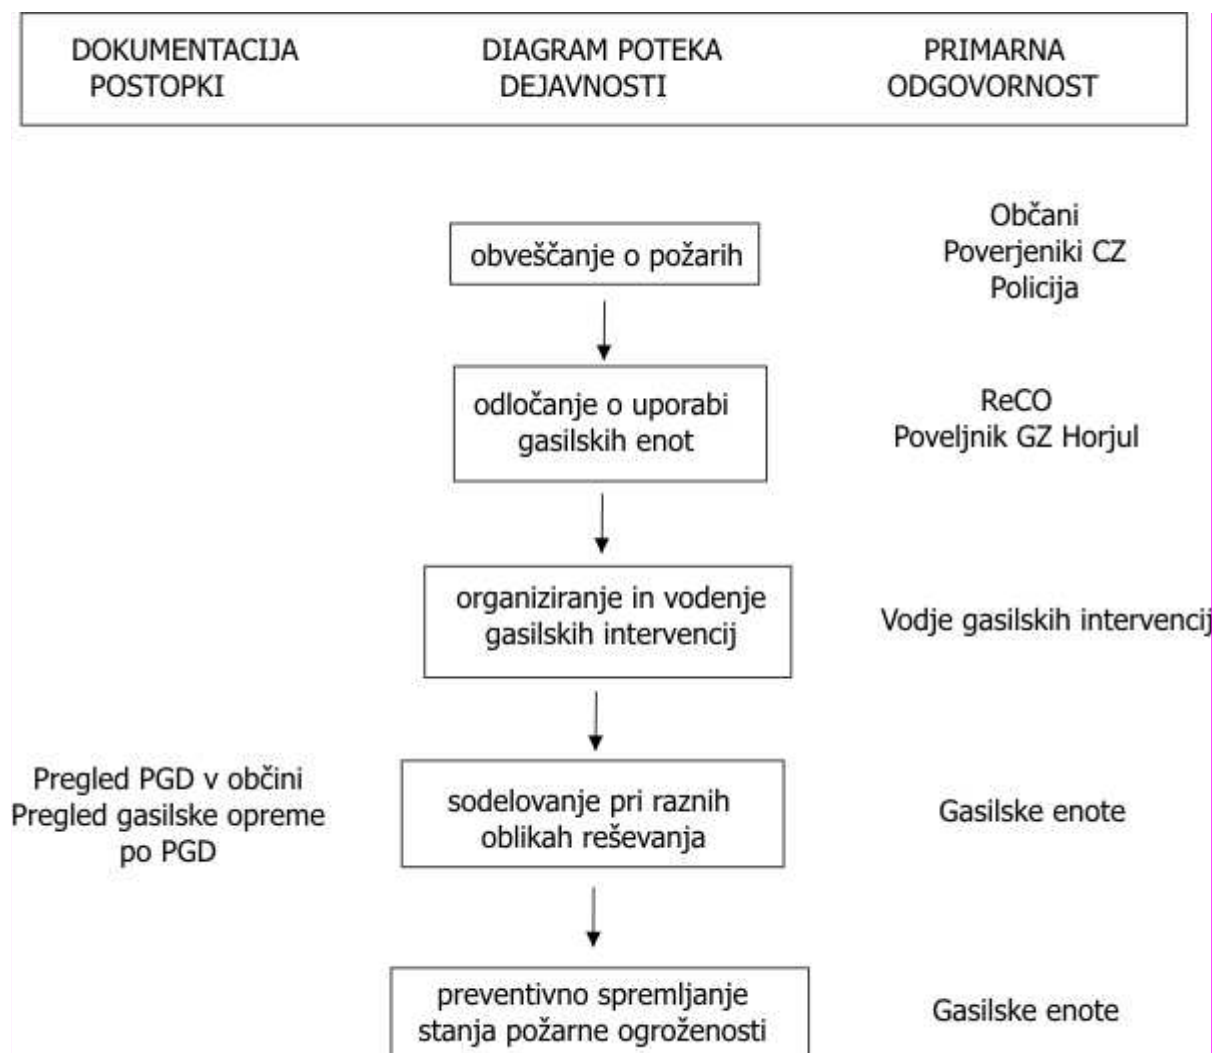 DOKUMENTACIJA
POSTOPKI
DIAGRAM POTEKA
DEJAVNOSTI
PRIMARNA
ODGOVORNOST
obveščanje o požarih
Občani
Poverjeniki CZ
Policija
odločanje o uporabi
gasilskih enot
ReCO
Poveljnik GZ Horjul
organiziranje in vodenje
gasilskih intervencij
Vodje gasilskih intervencij
Pregled PGD v občini
Pregled gasilske opreme
po PGD
sodelovanje pri raznih
oblikah reševanja
Gasilske enote
preventivno spremljanje
stanja požarne ogroženosti
Gasilske enote